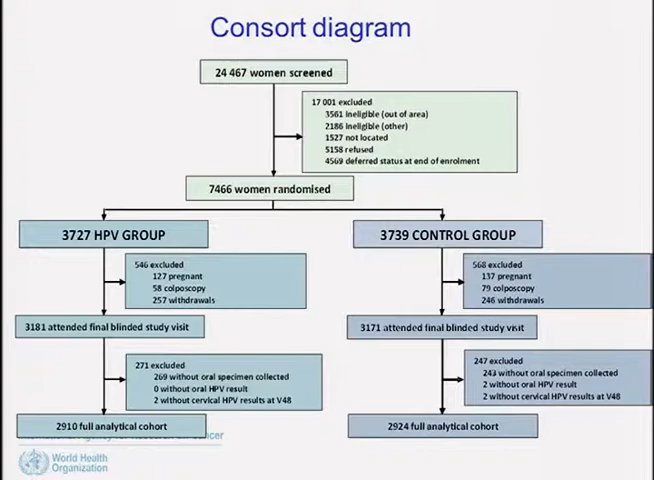 Consort diagram
24 467 women screened
17 001 excluded
3561 Ineligible (out of area)
2186 Ineligible (other)
1527 not located
5158 refused
4569 deferred status at end of enrolment
7466 women randomised
3727 HPV GROUP
3739 CONTROL GROUP
546 excluded
127 pregnant
58 colposcopy
257 withdrawals
568 excluded
137 pregnant
79 colposcopy
246 withdrawals
3181 attended final blinded study visit
3171 attended final blinded study visit
271 excluded
269 without oral specimen collected
0 without oral HPV result
2 without cervical HPV results at V48
247 excluded
243 without oral specimen collected
2 without oral HPV result
2 without cervical HPV results at V48
2910 full analytical cohort
2924 full analytical cohort
International Agency for Research on Cancer
World Health
Organization